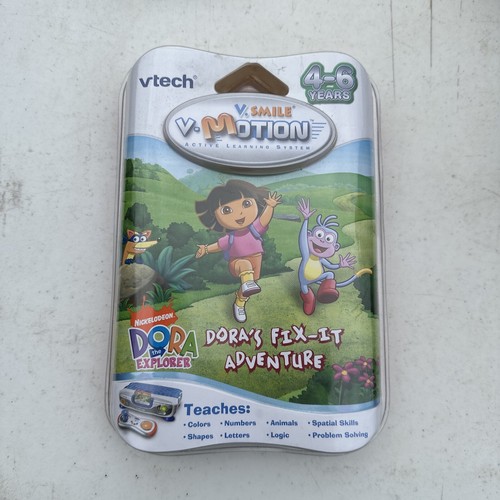 vtech®
4-6
YEARS
V.SMILE®
V.MOTION™
ACTIVE LEARNING SYSTEM
NICKELODEON
DORA
the
EXPLORER
DORA'S FIX-IT
ADVENTURE
Teaches:
• Colors • Numbers • Animals • Spatial Skills
• Shapes • Letters • Logic • Problem Solving